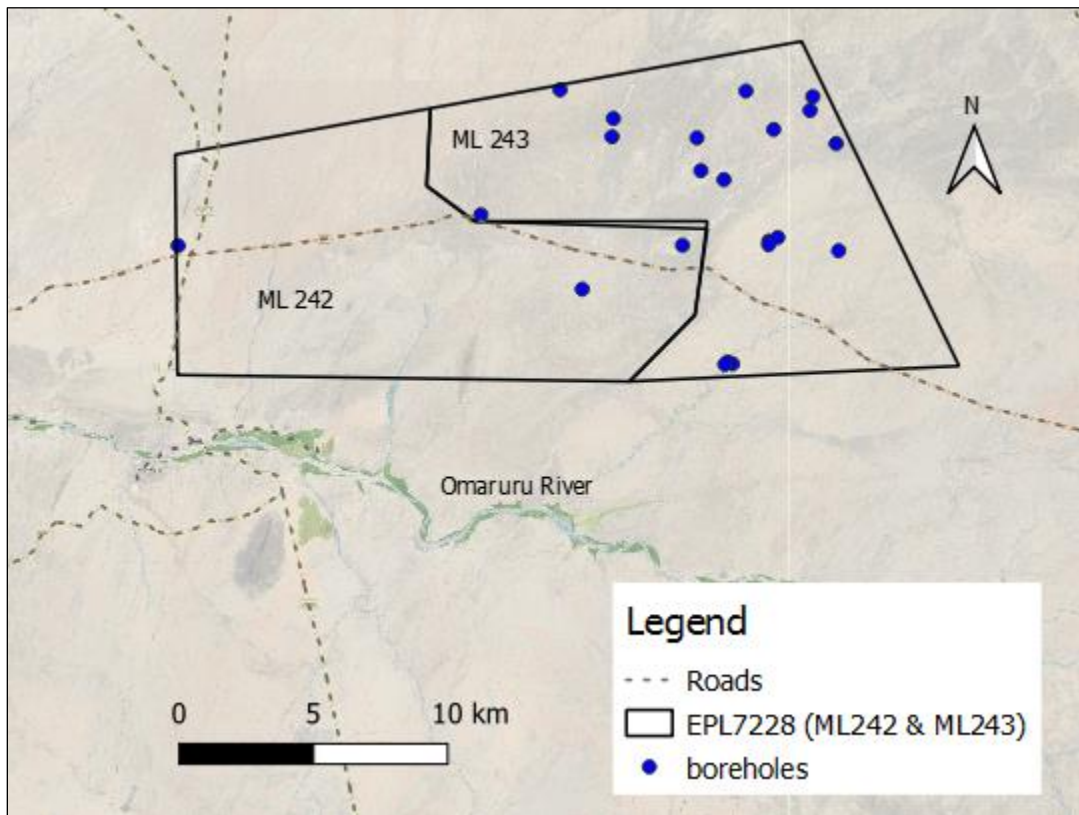 N
ML 243
ML 242
Omaruru River
Legend
Roads
EPL7228 (ML242 & ML243)
boreholes
0 5 10 km